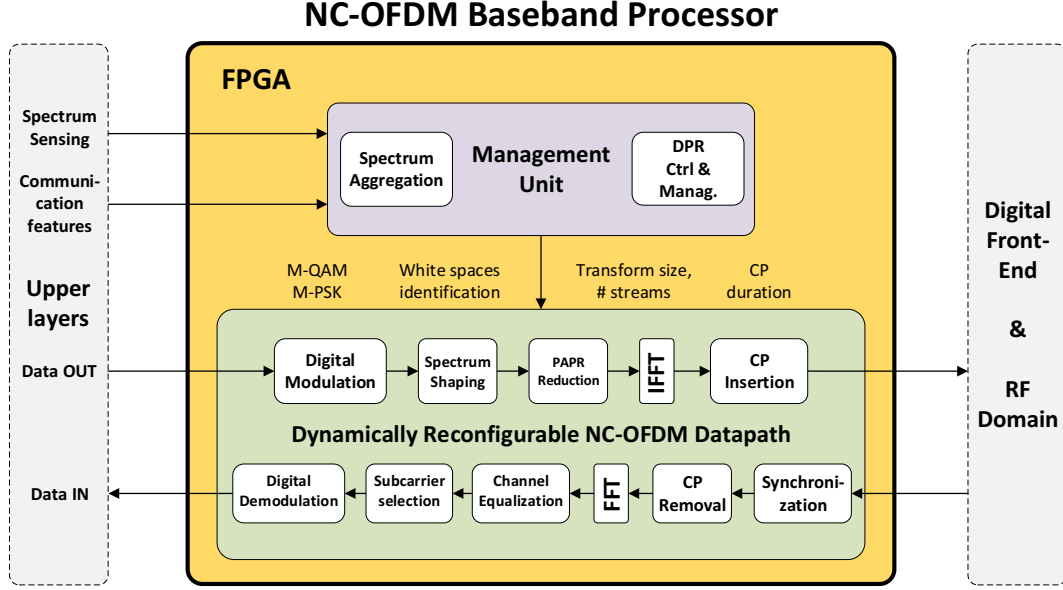 NC-OFDM Baseband Processor
FPGA
Spectrum
Sensing
Communi-
cation
features
Upper
layers
Data OUT
Data IN
Spectrum
Aggregation
Management
Unit
DPR
Ctrl &
Manag.
M-QAM
M-PSK
White spaces
identification
Transform size,
# streams
CP
duration
Digital
Modulation
Spectrum
Shaping
PAPR
Reduction
IFFT
CP
Insertion
Dynamically Reconfigurable NC-OFDM Datapath
Digital
Demodulation
Subcarrier
selection
Channel
Equalization
FFT
CP
Removal
Synchroni-
zation
Digital
Front-
End
&
RF
Domain